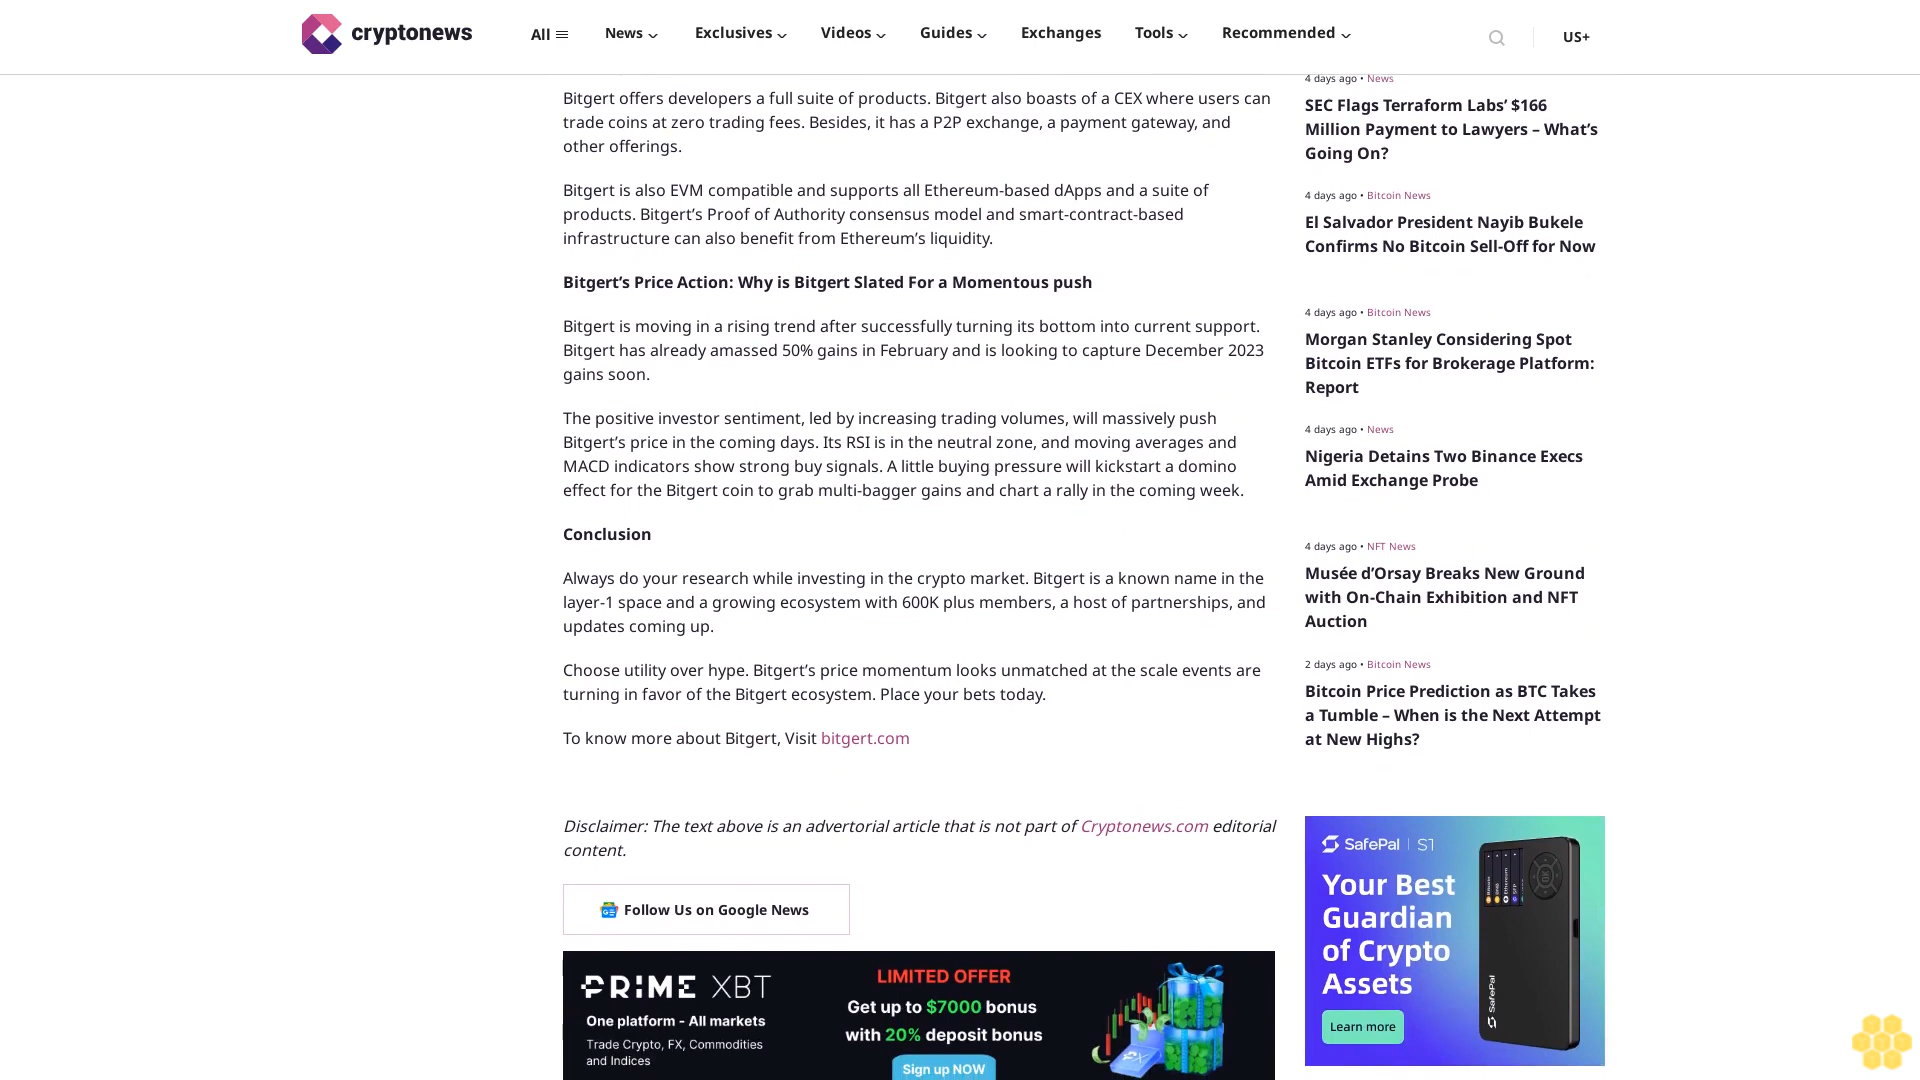 cryptonews
All
News
Exclusives
Videos
Guides
Exchanges
Tools
Recommended
US+
Bitgert offers developers a full suite of products. Bitgert also boasts of a CEX where users can
trade coins at zero trading fees. Besides, it has a P2P exchange, a payment gateway, and
other offerings.
Bitgert is also EVM compatible and supports all Ethereum-based dApps and a suite of
products. Bitgert’s Proof of Authority consensus model and smart-contract-based
infrastructure can also benefit from Ethereum’s liquidity.
Bitgert’s Price Action: Why is Bitgert Slated For a Momentous push
Bitgert is moving in a rising trend after successfully turning its bottom into current support.
Bitgert has already amassed 50% gains in February and is looking to capture December 2023
gains soon.
The positive investor sentiment, led by increasing trading volumes, will massively push
Bitgert’s price in the coming days. Its RSI is in the neutral zone, and moving averages and
MACD indicators show strong buy signals. A little buying pressure will kickstart a domino
effect for the Bitgert coin to grab multi-bagger gains and chart a rally in the coming week.
Conclusion
Always do your research while investing in the crypto market. Bitgert is a known name in the
layer-1 space and a growing ecosystem with 600K plus members, a host of partnerships, and
updates coming up.
Choose utility over hype. Bitgert’s price momentum looks unmatched at the scale events are
turning in favor of the Bitgert ecosystem. Place your bets today.
To know more about Bitgert, Visit bitgert.com
Disclaimer: The text above is an advertorial article that is not part of Cryptonews.com editorial
content.
Follow Us on Google News
PRIME XBT
One platform - All markets
Trade Crypto, FX, Commodities
and Indices
LIMITED OFFER
Get up to $7000 bonus
with 20% deposit bonus
Sign up NOW
4 days ago • News
SEC Flags Terraform Labs’ $166
Million Payment to Lawyers – What’s
Going On?
4 days ago • Bitcoin News
El Salvador President Nayib Bukele
Confirms No Bitcoin Sell-Off for Now
4 days ago • Bitcoin News
Morgan Stanley Considering Spot
Bitcoin ETFs for Brokerage Platform:
Report
4 days ago • News
Nigeria Detains Two Binance Execs
Amid Exchange Probe
4 days ago • NFT News
Musée d’Orsay Breaks New Ground
with On-Chain Exhibition and NFT
Auction
2 days ago • Bitcoin News
Bitcoin Price Prediction as BTC Takes
a Tumble – When is the Next Attempt
at New Highs?
SafePal | S1
Your Best
Guardian
of Crypto
Assets
Learn more
SafePal
OK